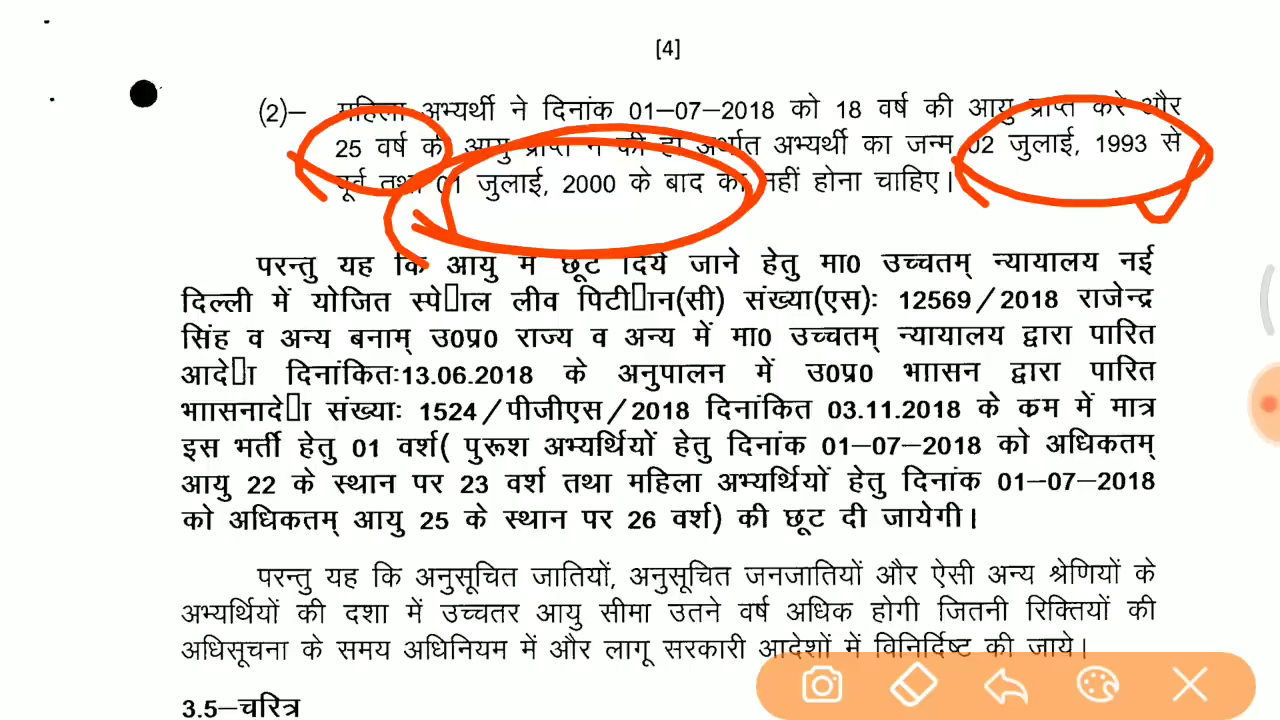 [4]
(2)– महिला अभ्यर्थी ने दिनांक 01–07–2018 को 18 वर्ष की आयु प्राप्त करे और
25 वर्ष की आयु प्राप्त न की हो अर्थात अभ्यर्थी का जन्म 02 जुलाई, 1993 से
पूर्व तथा 01 जुलाई, 2000 के बाद का नहीं होना चाहिए।
परन्तु यह कि आयु में छूट दिये जाने हेतु मा0 उच्चतम् न्यायालय नई
दिल्ली में योजित स्पे▯ाल लीव पिटी▯ान(सी) संख्या(एस): 12569/2018 राजेन्द्र
सिंह व अन्य बनाम् उ0प्र0 राज्य व अन्य में मा0 उच्चतम् न्यायालय द्वारा पारित
आदे▯ा दिनांकित:13.06.2018 के अनुपालन में उ0प्र0 भाासन द्वारा पारित
भाासनादे▯ा संख्या: 1524/पीजीएस/2018 दिनांकित 03.11.2018 के कम में मात्र
इस भर्ती हेतु 01 वर्श( पुरूश अभ्यर्थियों हेतु दिनांक 01–07–2018 को अधिकतम्
आयु 22 के स्थान पर 23 वर्श तथा महिला अभ्यर्थियों हेतु दिनांक 01–07–2018
को अधिकतम् आयु 25 के स्थान पर 26 वर्श) की छूट दी जायेगी।
परन्तु यह कि अनुसूचित जातियों, अनुसूचित जनजातियों और ऐसी अन्य श्रेणियों के
अभ्यर्थियों की दशा में उच्चतर आयु सीमा उतने वर्ष अधिक होगी जितनी रिक्तियों की
अधिसूचना के समय अधिनियम में और लागू सरकारी आदेशों में विनिर्दिष्ट की जाये।
3.5–चरित्र